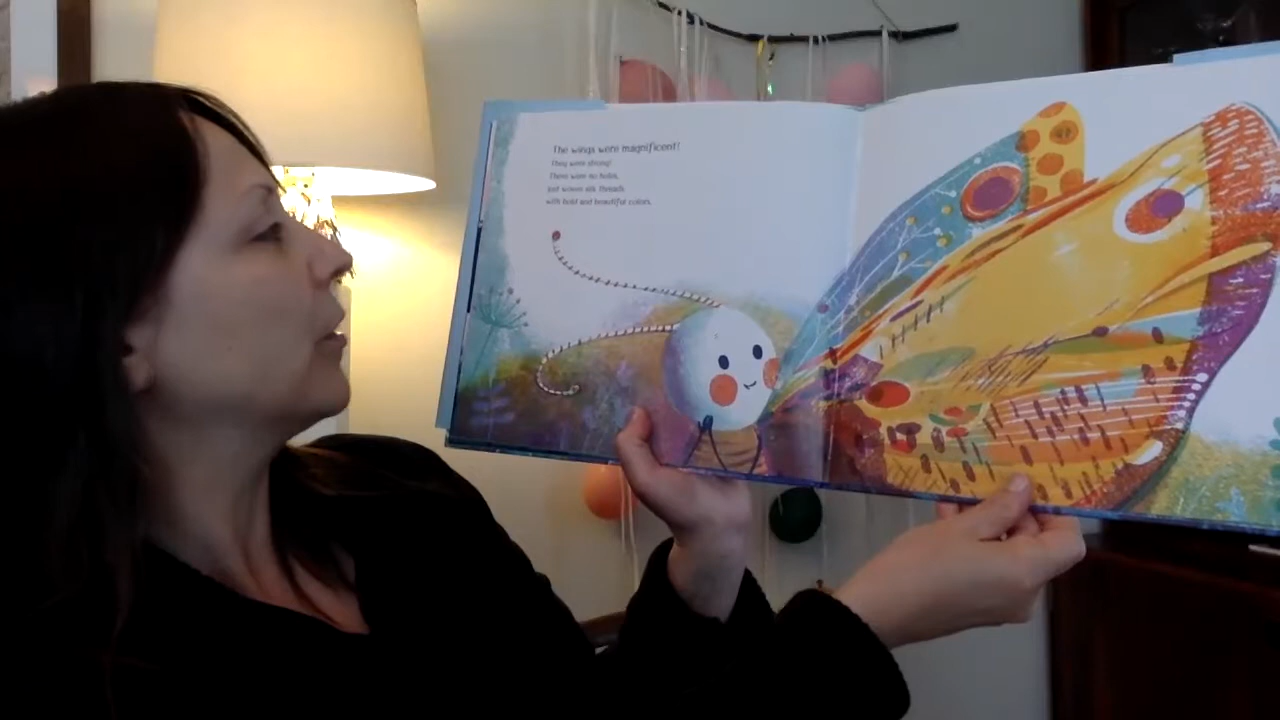 The wings were magnificent!
They were strong!
There were no holes,
just woven silk threads
with bold and beautiful colors.